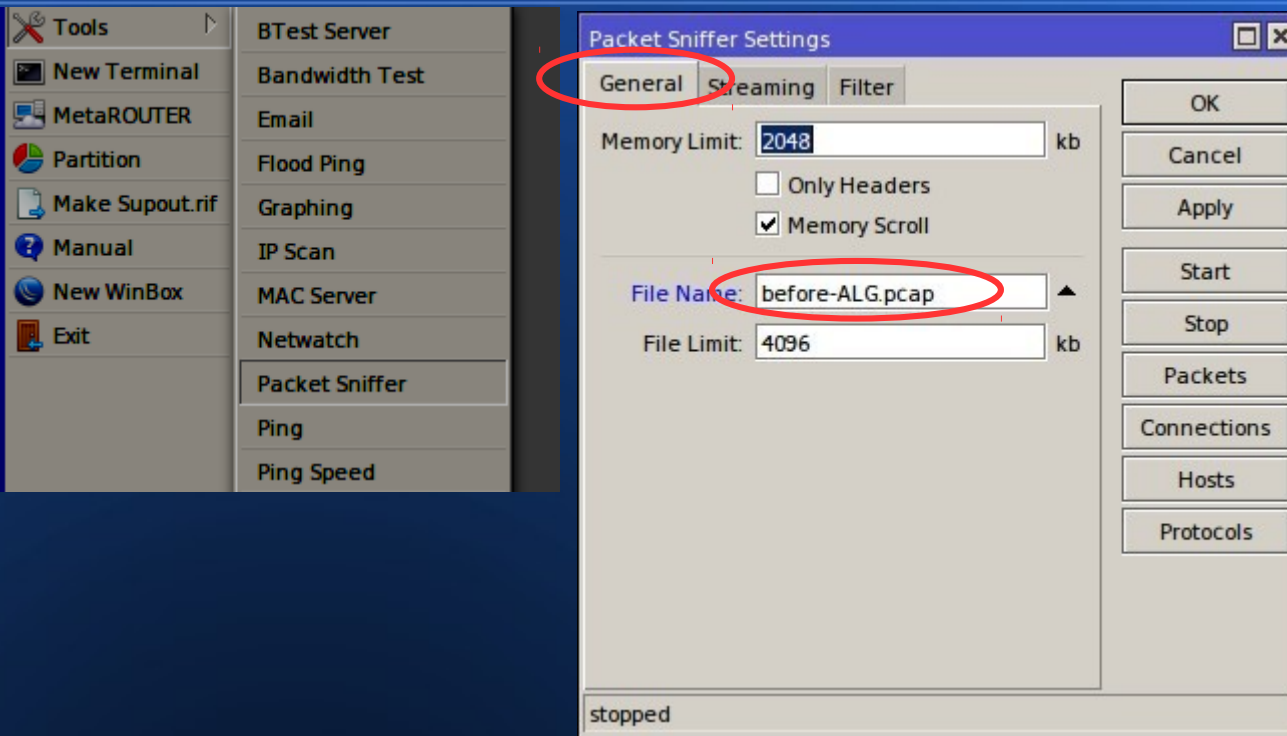 Tools
New Terminal
MetaROUTER
Partition
Make Supout.rif
Manual
New WinBox
Exit
BTest Server
Bandwidth Test
Email
Flood Ping
Graphing
IP Scan
MAC Server
Netwatch
Packet Sniffer
Ping
Ping Speed
Packet Sniffer Settings
General Streaming Filter
Memory Limit: 2048 kb
Only Headers
Memory Scroll
File Name: before-ALG.pcap
File Limit: 4096 kb
OK
Cancel
Apply
Start
Stop
Packets
Connections
Hosts
Protocols
stopped